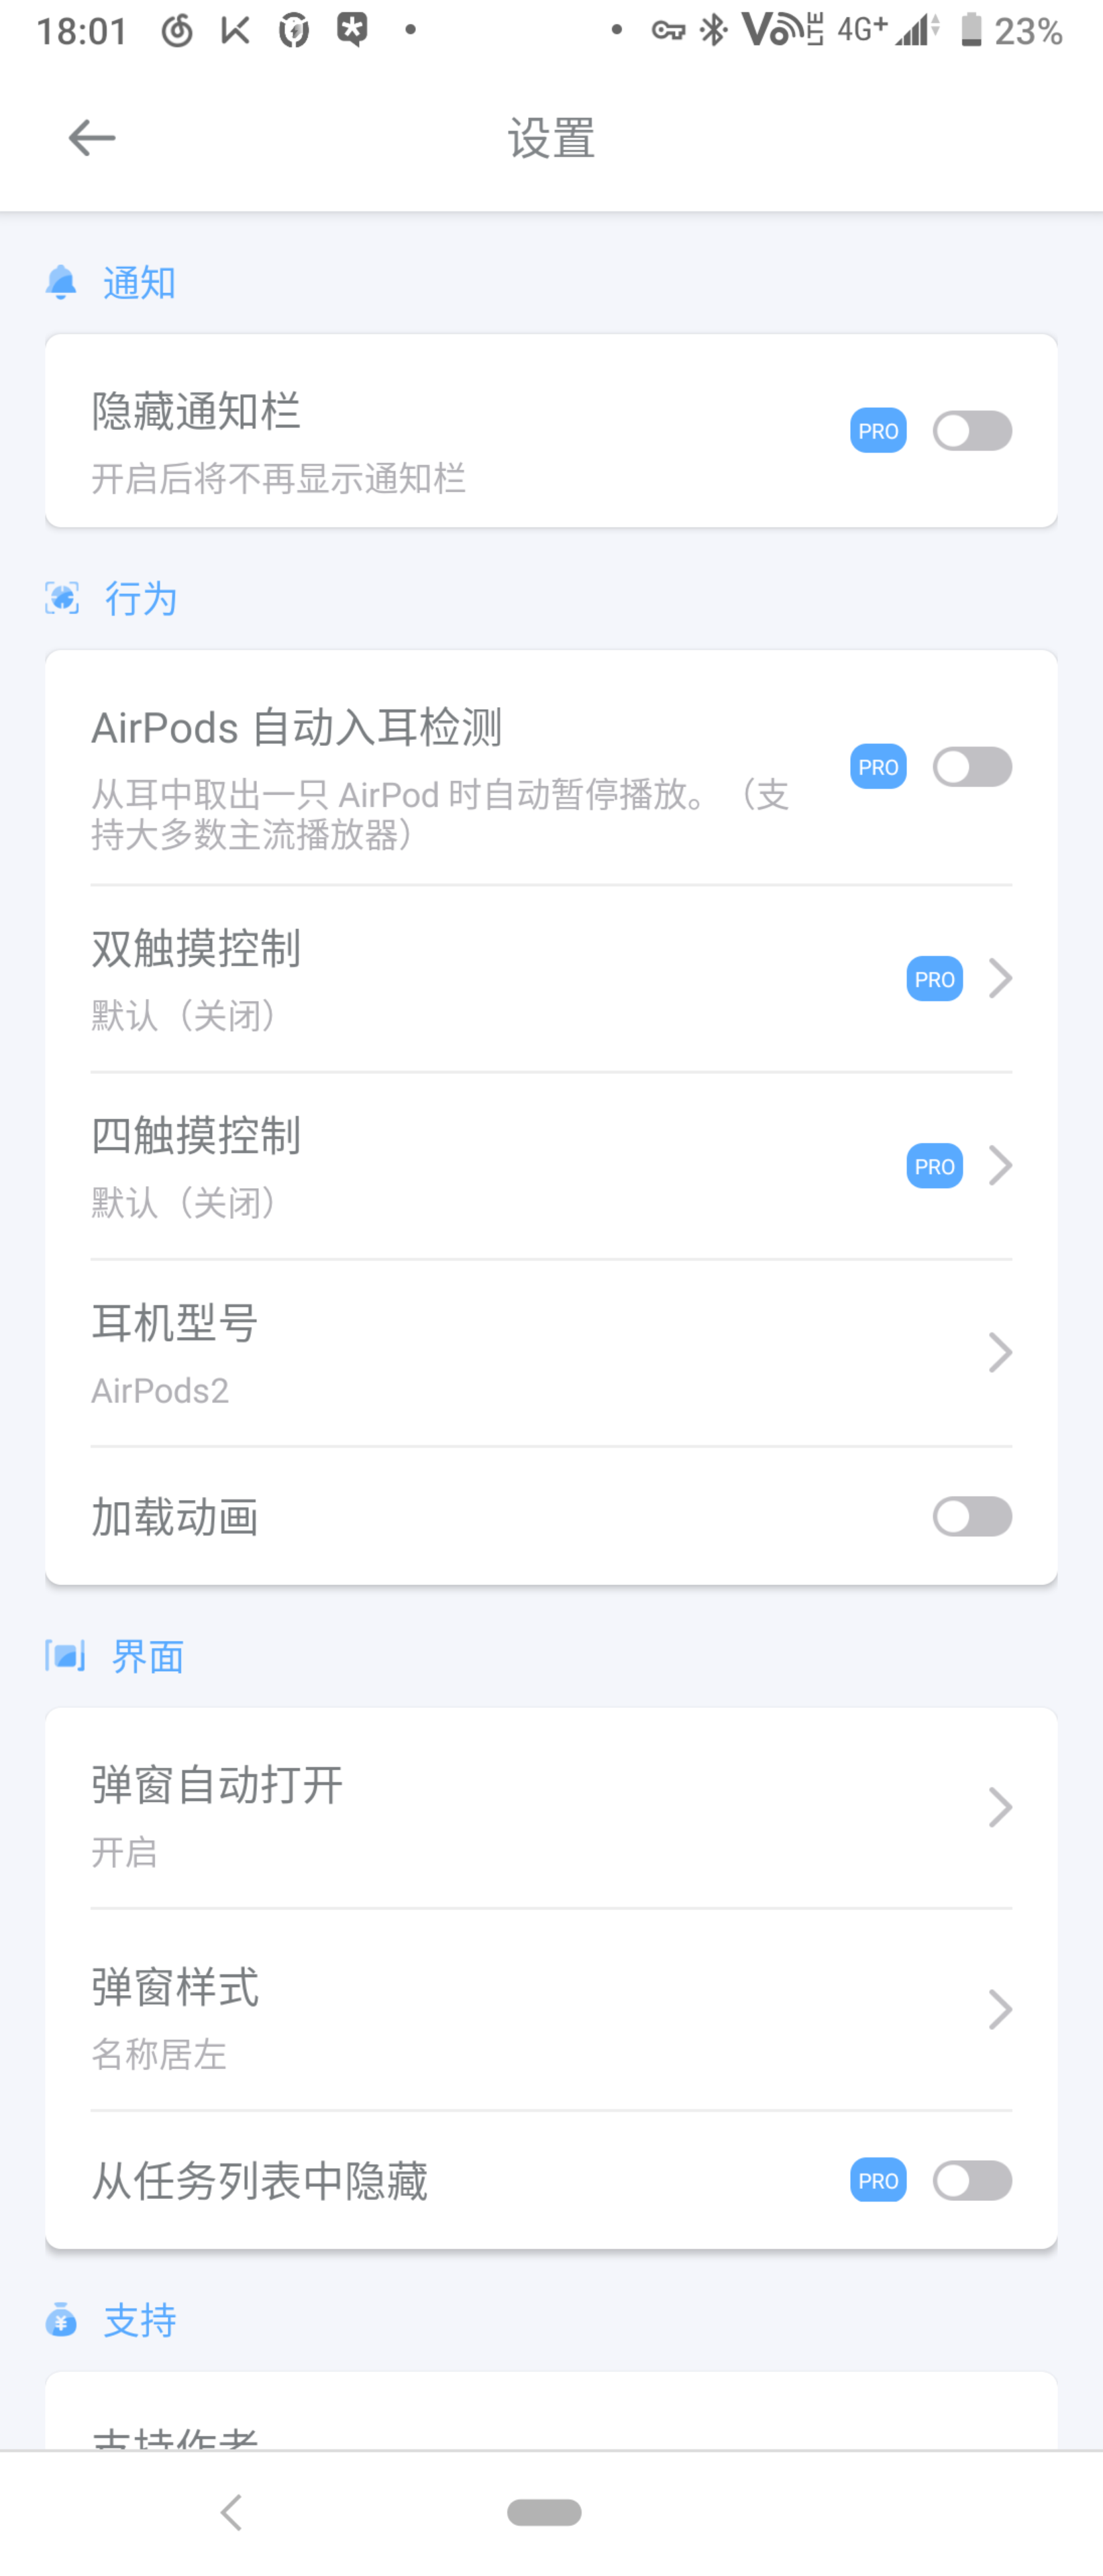 18:01
VoLTE 4G+ 23%
设置
通知
隐藏通知栏
PRO
开启后将不再显示通知栏
行为
AirPods 自动入耳检测
PRO
从耳中取出一只 AirPod 时自动暂停播放。（支
持大多数主流播放器）
双触摸控制
PRO
默认（关闭）
四触摸控制
PRO
默认（关闭）
耳机型号
AirPods2
加载动画
界面
弹窗自动打开
开启
弹窗样式
名称居左
从任务列表中隐藏
PRO
支持
支持作者